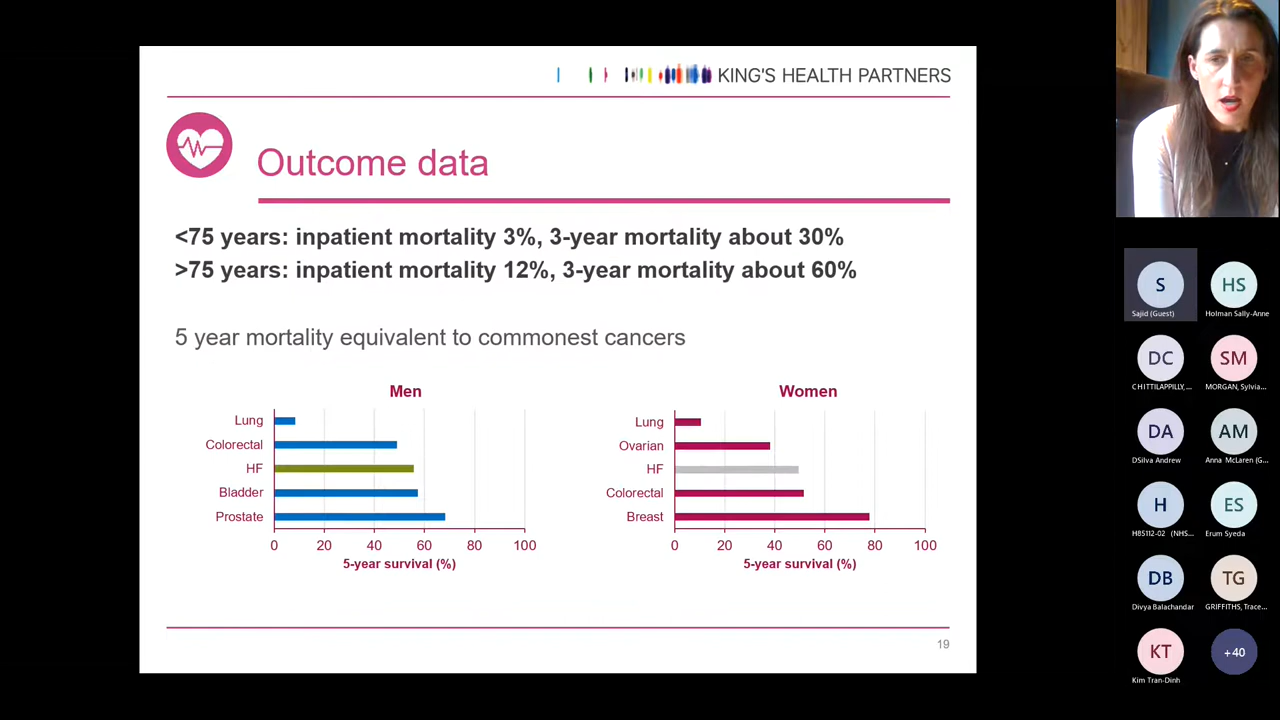 KING'S HEALTH PARTNERS
Outcome data
<75 years: inpatient mortality 3%, 3-year mortality about 30%
>75 years: inpatient mortality 12%, 3-year mortality about 60%
5 year mortality equivalent to commonest cancers
Men
Lung
Colorectal
HF
Bladder
Prostate
0 20 40 60 80 100
5-year survival (%)
Women
Lung
Ovarian
HF
Colorectal
Breast
0 20 40 60 80 100
5-year survival (%)
19
S
Sajid (Guest)
HS
Holman Sally-Anne
DC
CHITTILAPPILLY,...
SM
MORGAN, Sylvia...
DA
DSilva Andrew
AM
Anna McLaren (G...
H
H85112-02 (NHS...
ES
Erum Syeda
DB
Divya Balachandar
TG
GRIFFITHS, Trace...
KT
Kim Tran-Dinh
+40